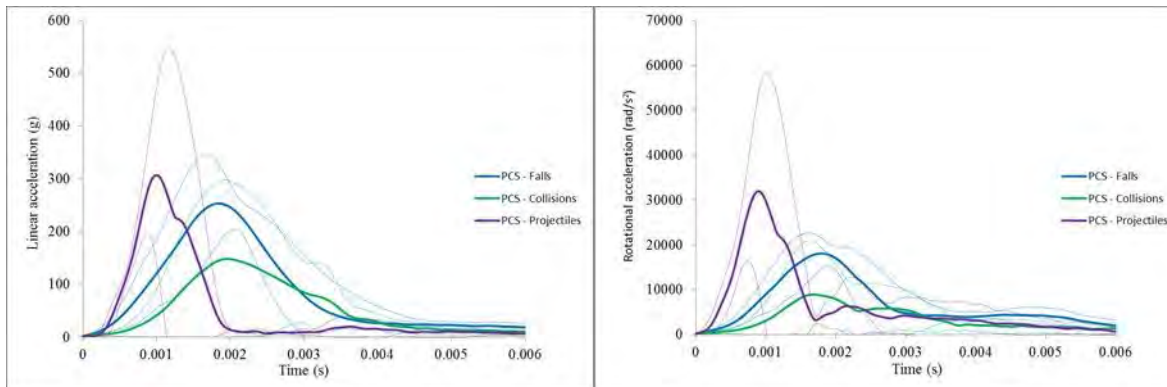 600
500
400
300
200
100
0
Linear acceleration (g)
0 0.001 0.002 0.003 0.004 0.005 0.006
Time (s)
PCS - Falls
PCS - Collisions
PCS - Projectiles
70000
60000
50000
40000
30000
20000
10000
0
Rotational acceleration (rad/s²)
0 0.001 0.002 0.003 0.004 0.005 0.006
Time (s)
PCS - Falls
PCS - Collisions
PCS - Projectiles